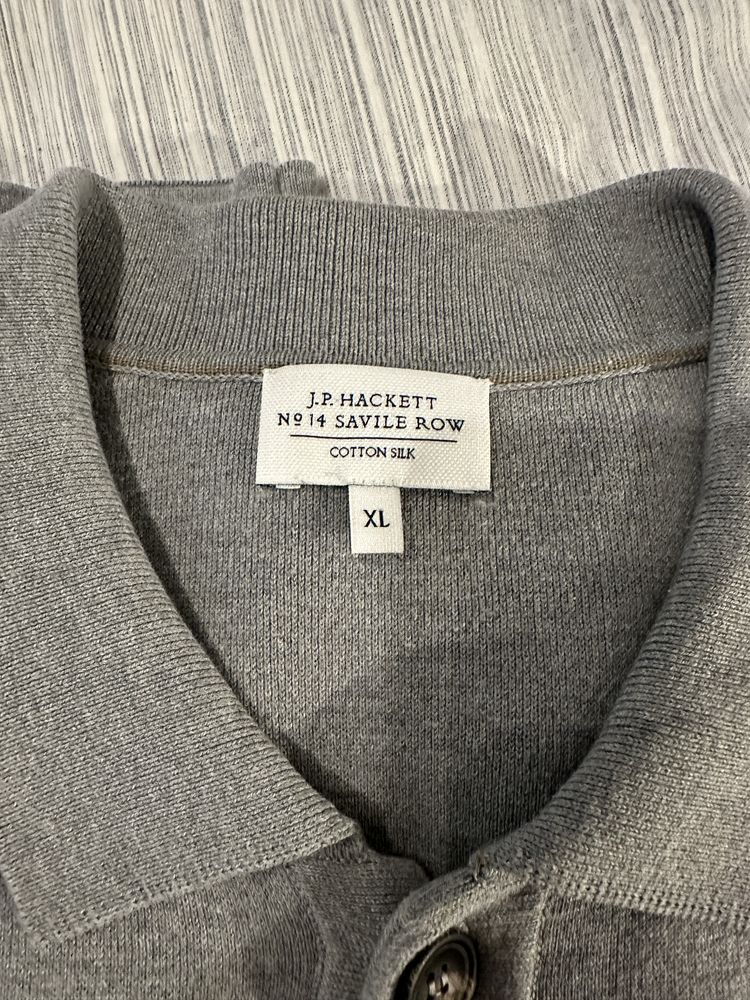 J.P. HACKETT
Nº 14 SAVILE ROW
COTTON SILK
XL